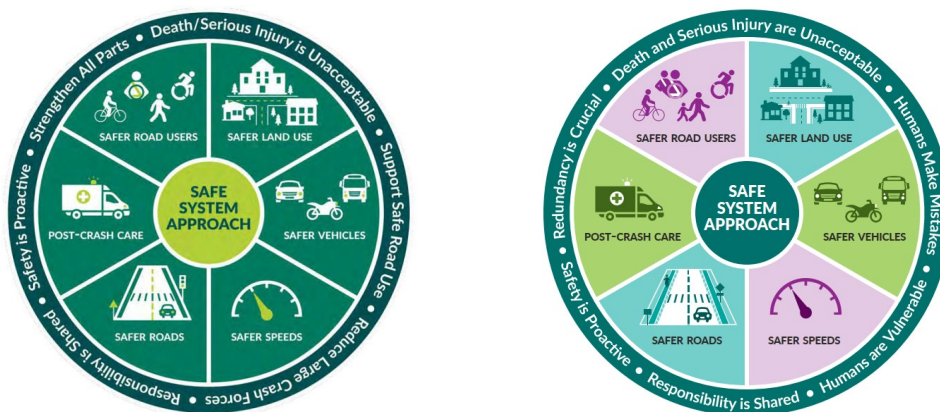 Death/Serious Injury is Unacceptable • Support Safe Road Use • Reduce Large Crash Forces • Responsibility is Shared • Safety is Proactive • Strengthen All Parts •
SAFER ROAD USERS
SAFER LAND USE
POST-CRASH CARE
SAFE
SYSTEM
APPROACH
SAFER VEHICLES
SAFER ROADS
SAFER SPEEDS
Death and Serious Injury are Unacceptable • Humans Make Mistakes • Humans are Vulnerable • Responsibility is Shared • Safety is Proactive • Redundancy is Crucial •
SAFER ROAD USERS
SAFER LAND USE
POST-CRASH CARE
SAFE
SYSTEM
APPROACH
SAFER VEHICLES
SAFER ROADS
SAFER SPEEDS